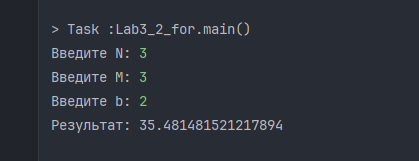 > Task :Lab3_2_for.main()
Введите N: 3
Введите M: 3
Введите b: 2
Результат: 35.481481521217894